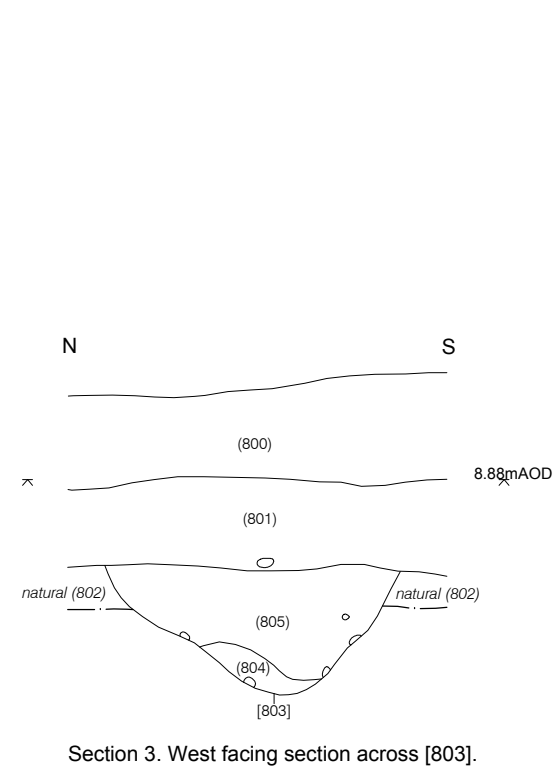 N S
(800)
8.88mAOD
(801)
natural (802) natural (802)
(805)
(804)
[803]
Section 3. West facing section across [803].